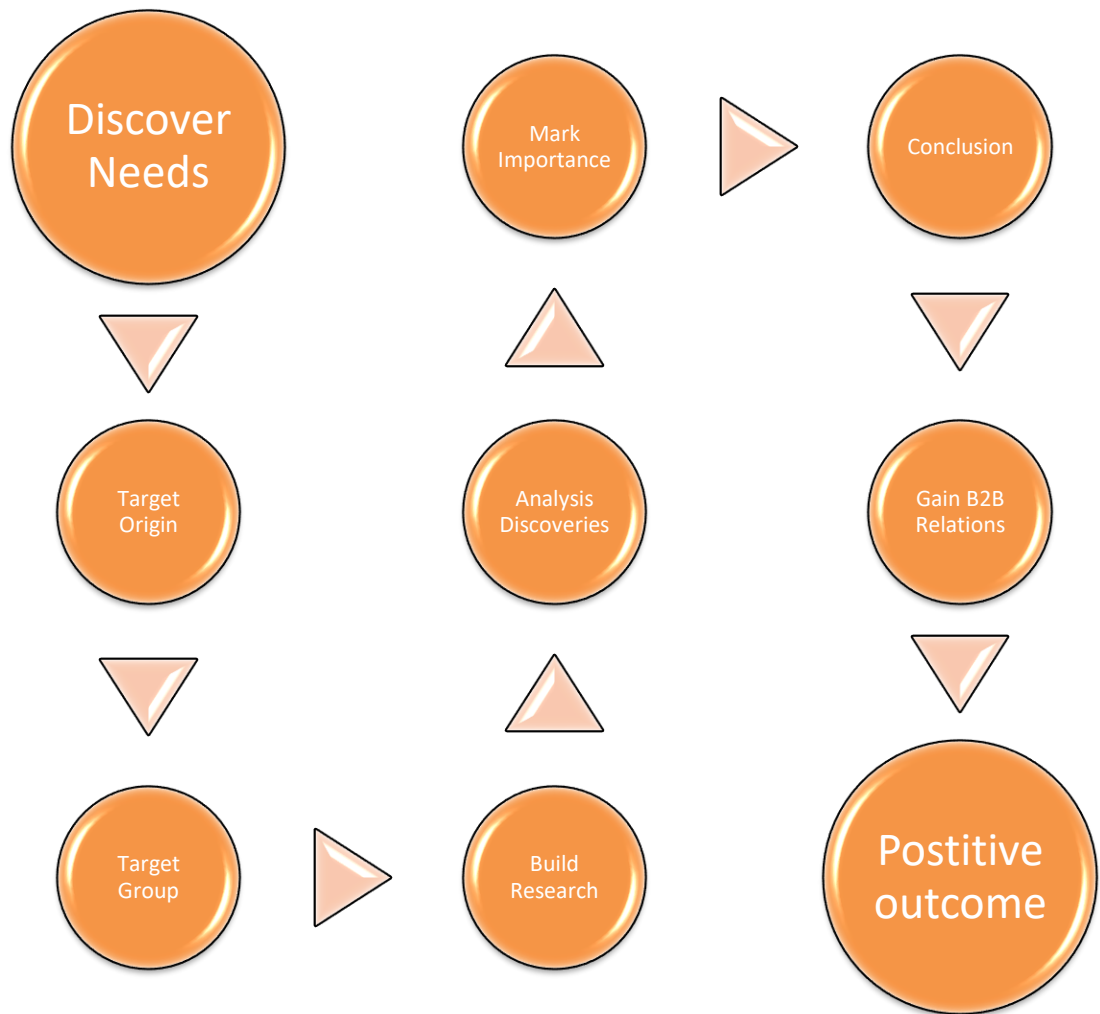 Discover
Needs
Target
Origin
Target
Group
Build
Research
Analysis
Discoveries
Mark
Importance
Conclusion
Gain B2B
Relations
Postitive
outcome